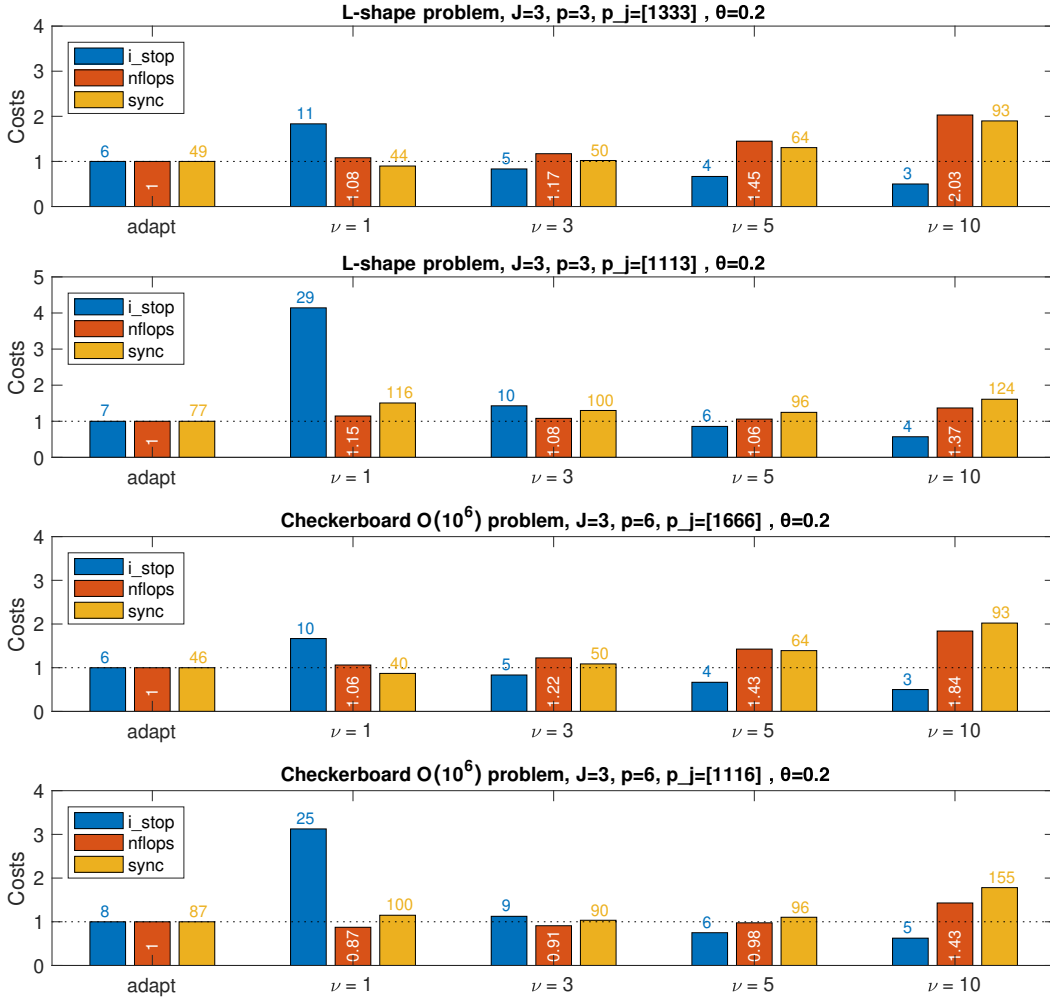 L-shape problem, J=3, p=3, p_j=[1333] , θ=0.2
Costs
4
3
2
1
0
i_stop
nflops
sync
6 1 49
11 1.08 44
5 1.17 50
4 1.45 64
3 2.03 93
adapt ν = 1 ν = 3 ν = 5 ν = 10
L-shape problem, J=3, p=3, p_j=[1113] , θ=0.2
Costs
5
4
3
2
1
0
i_stop
nflops
sync
7 1 77
29 1.15 116
10 1.08 100
6 1.06 96
4 1.37 124
adapt ν = 1 ν = 3 ν = 5 ν = 10
Checkerboard O(10^6) problem, J=3, p=6, p_j=[1666] , θ=0.2
Costs
4
3
2
1
0
i_stop
nflops
sync
6 1 46
10 1.06 40
5 1.22 50
4 1.43 64
3 1.84 93
adapt ν = 1 ν = 3 ν = 5 ν = 10
Checkerboard O(10^6) problem, J=3, p=6, p_j=[1116] , θ=0.2
Costs
4
3
2
1
0
i_stop
nflops
sync
8 1 87
25 0.87 100
9 0.91 90
6 0.98 96
5 1.43 155
adapt ν = 1 ν = 3 ν = 5 ν = 10